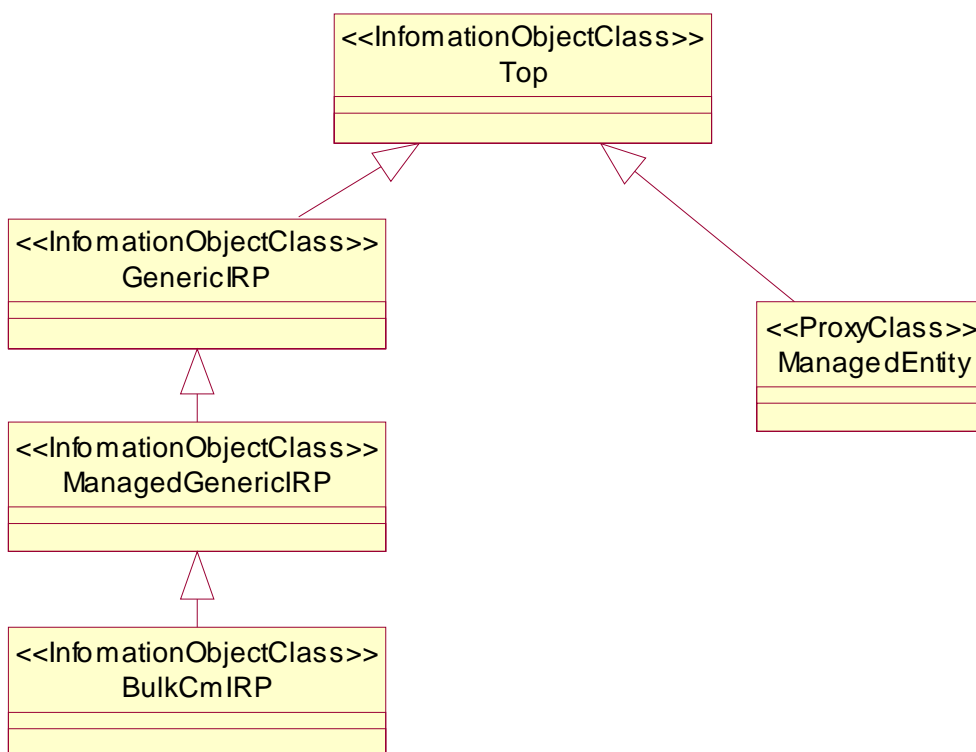 <<InfomationObjectClass>>
Top
<<InfomationObjectClass>>
GenericIRP
<<ProxyClass>>
ManagedEntity
<<InfomationObjectClass>>
ManagedGenericIRP
<<InfomationObjectClass>>
BulkCmIRP